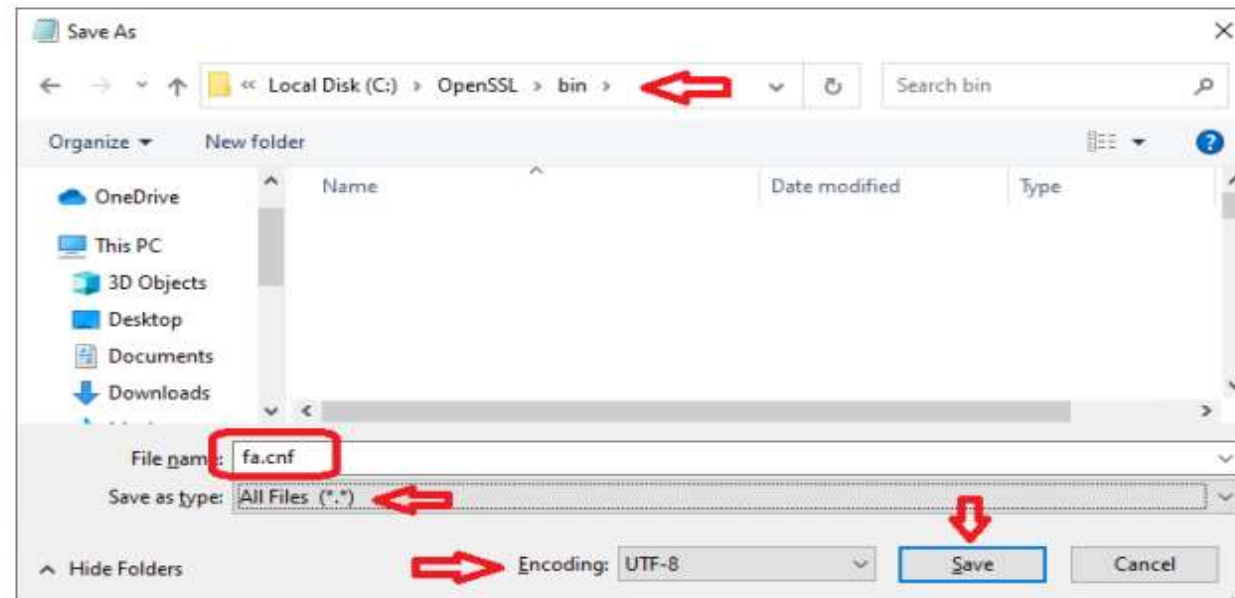 Save As
« Local Disk (C:) › OpenSSL › bin ›
Search bin
Organize
New folder
Name
Date modified
Type
OneDrive
This PC
3D Objects
Desktop
Documents
Downloads
File name: fa.cnf
Save as type: All Files (*.*)
Hide Folders
Encoding: UTF-8
Save
Cancel